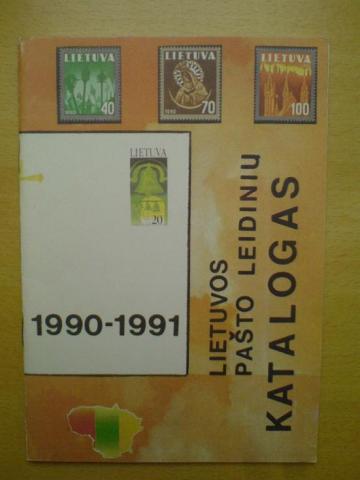 LIETUVA
40
LIETUVA
70
LIETUVA
100
LIETUVA
20
1990-1991
LIETUVOS
PAŠTO LEIDINIŲ
KATALOGAS